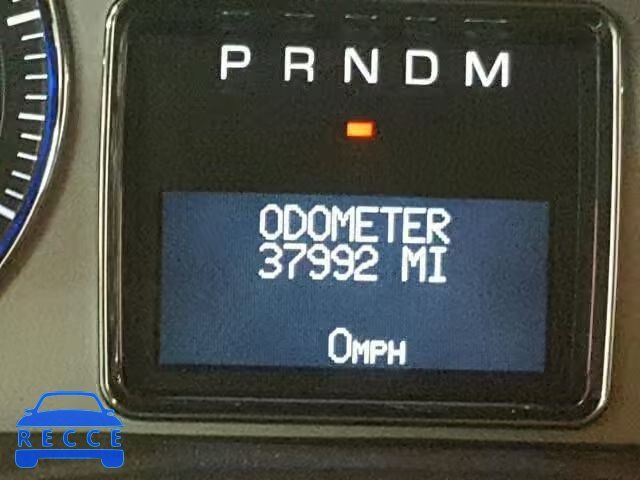 P R N D M
ODOMETER
37992 MI
0MPH
RECCE